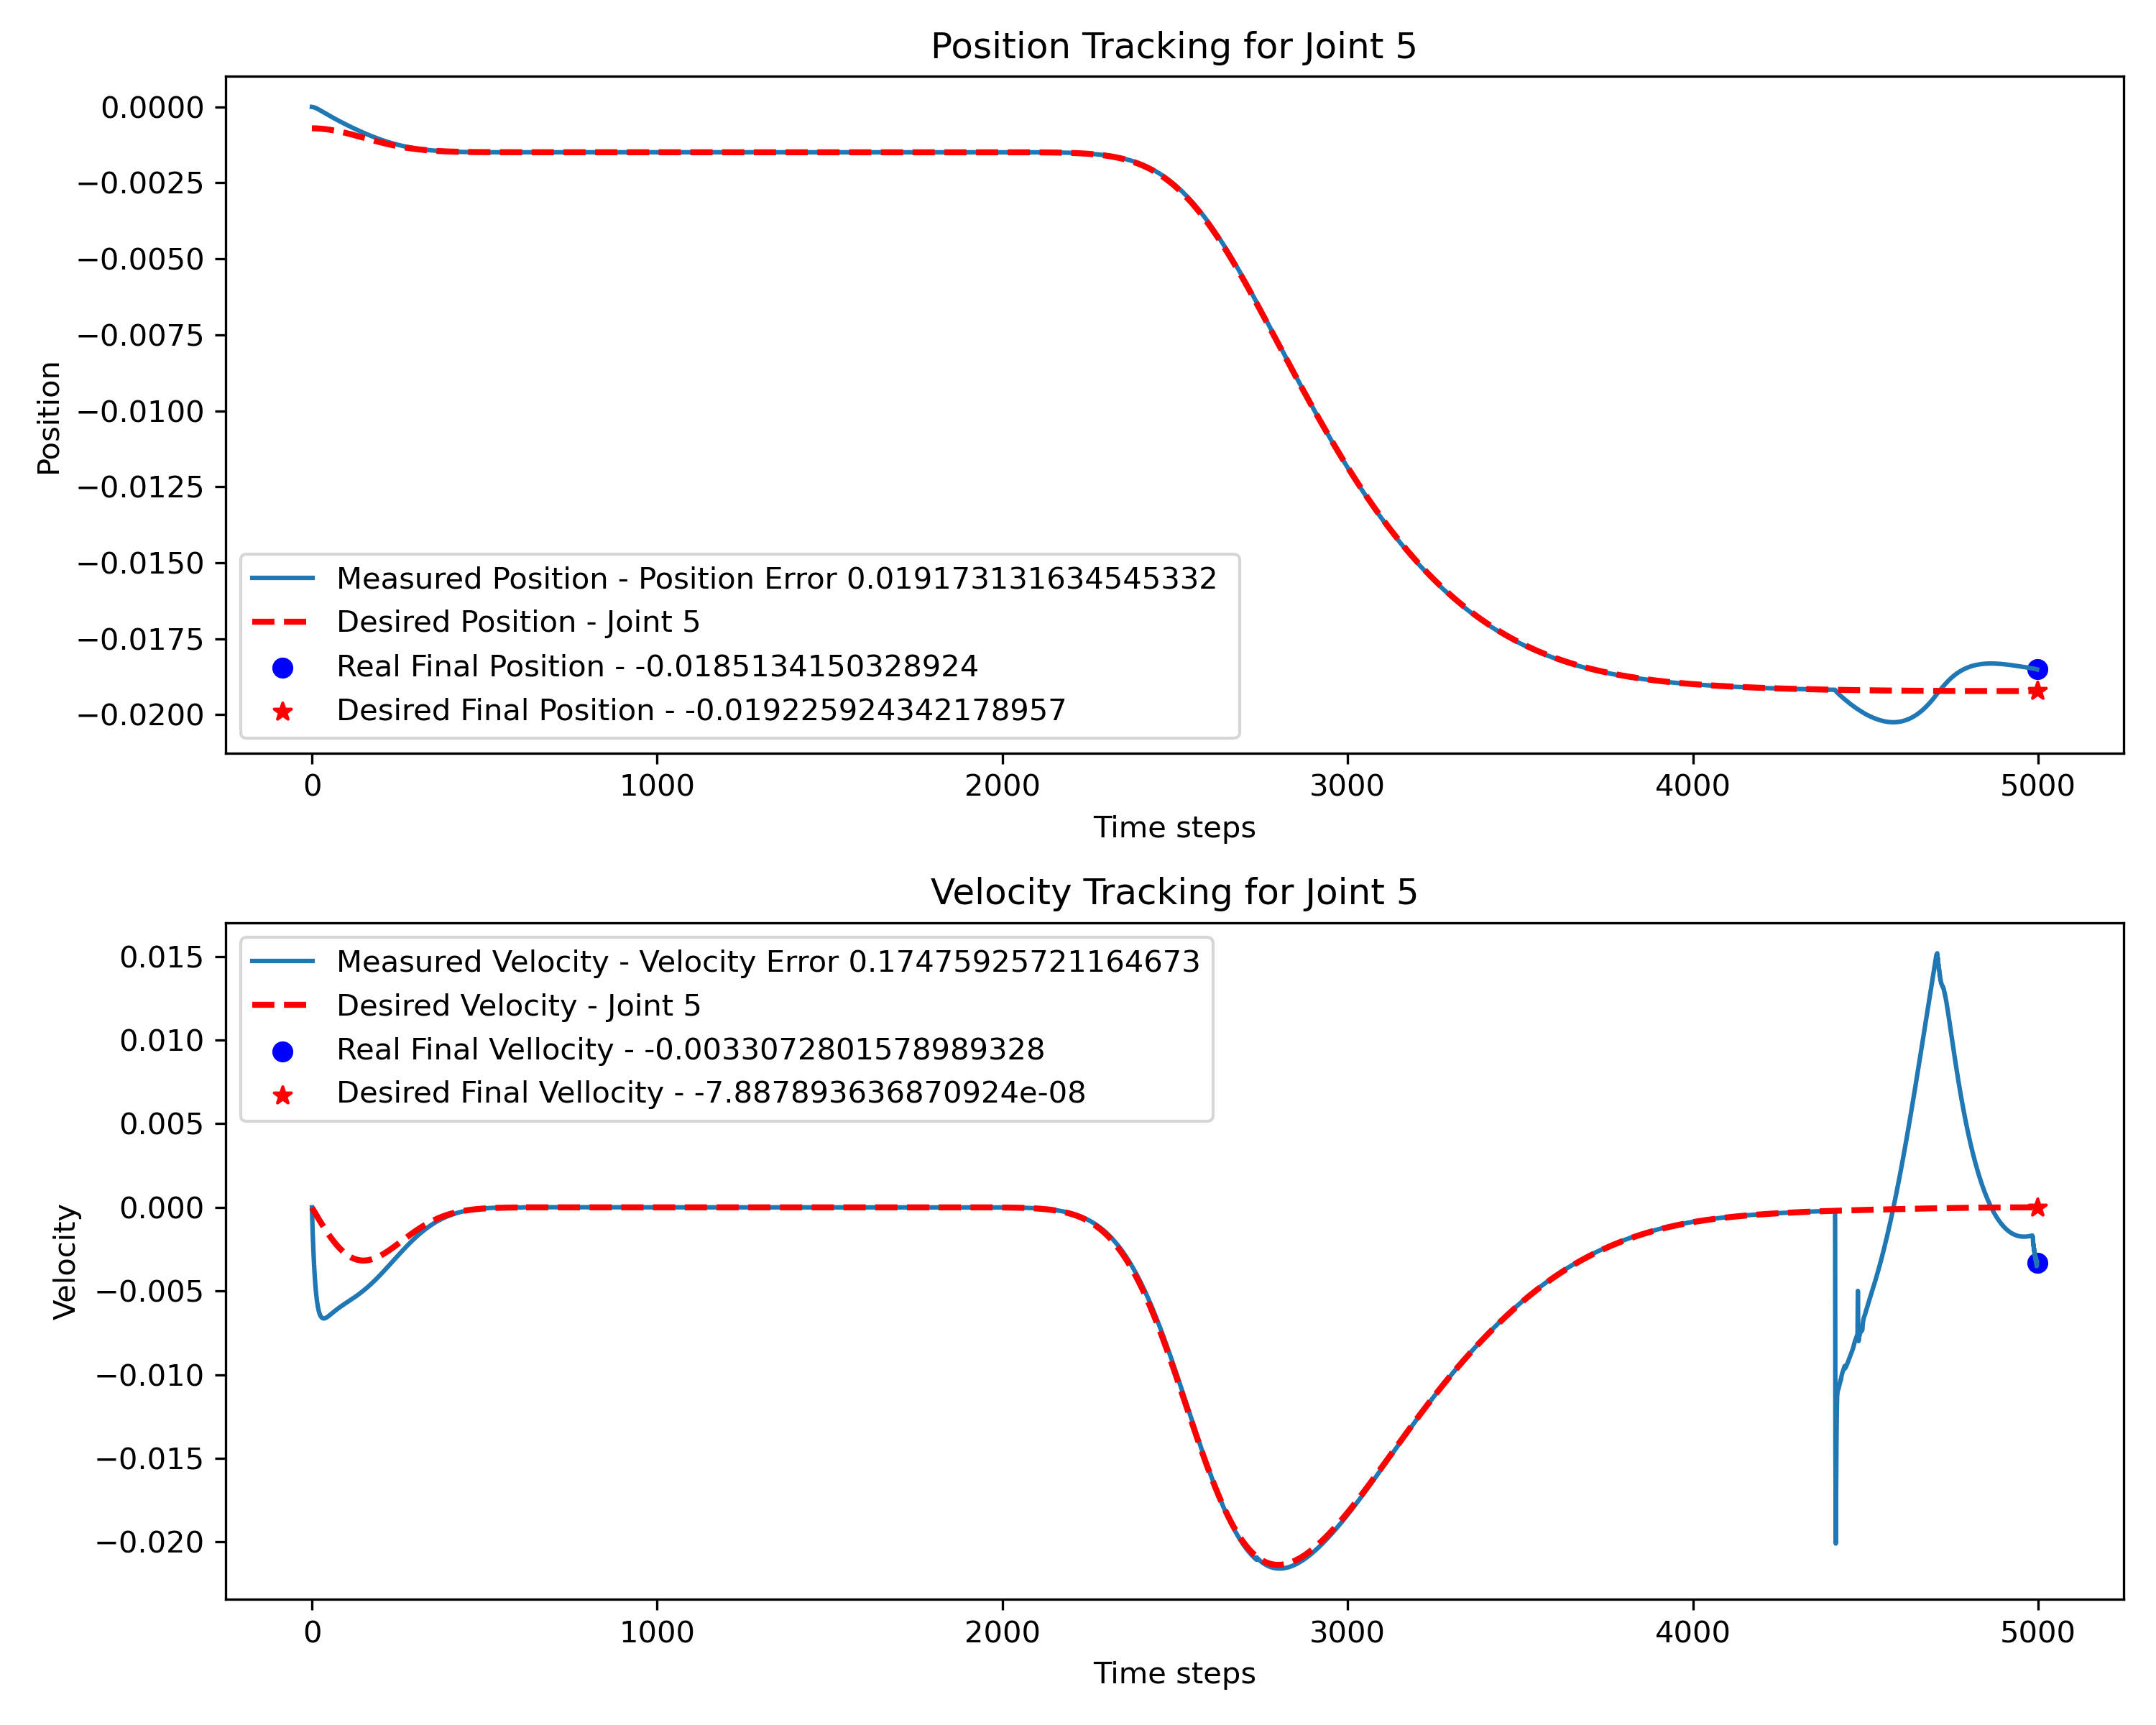 Position Tracking for Joint 5
0.0000
−0.0025
−0.0050
−0.0075
−0.0100
−0.0125
−0.0150
−0.0175
−0.0200
Position
Measured Position - Position Error 0.019173131634545332
Desired Position - Joint 5
Real Final Position - -0.0185134150328924
Desired Final Position - -0.019225924342178957
0 1000 2000 3000 4000 5000
Time steps
Velocity Tracking for Joint 5
0.015
0.010
0.005
0.000
−0.005
−0.010
−0.015
−0.020
Velocity
Measured Velocity - Velocity Error 0.17475925721164673
Desired Velocity - Joint 5
Real Final Vellocity - -0.0033072801578989328
Desired Final Vellocity - -7.887893636870924e-08
0 1000 2000 3000 4000 5000
Time steps